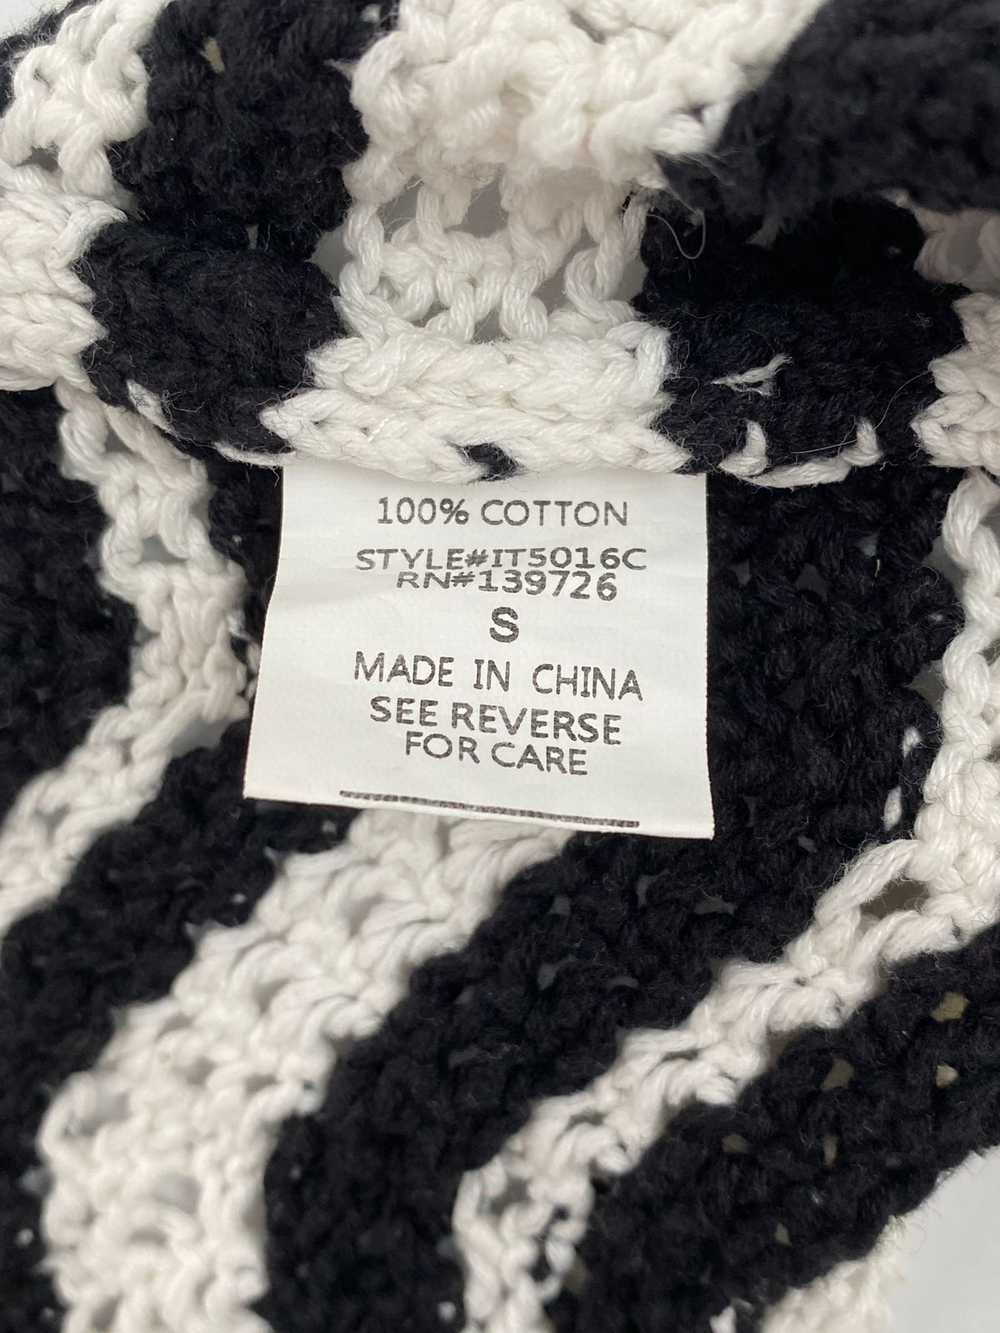 100% COTTON
STYLE#IT5016C
RN#139726
S
MADE IN CHINA
SEE REVERSE
FOR CARE